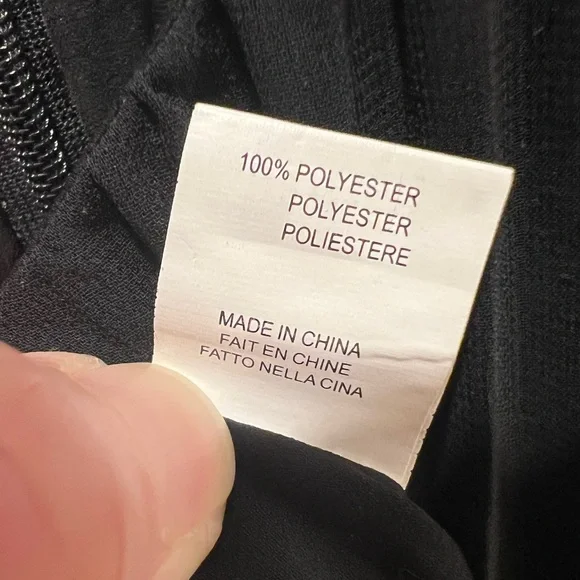 100% POLYESTER
POLYESTER
POLIESTERE
MADE IN CHINA
FAIT EN CHINE
FATTO NELLA CINA